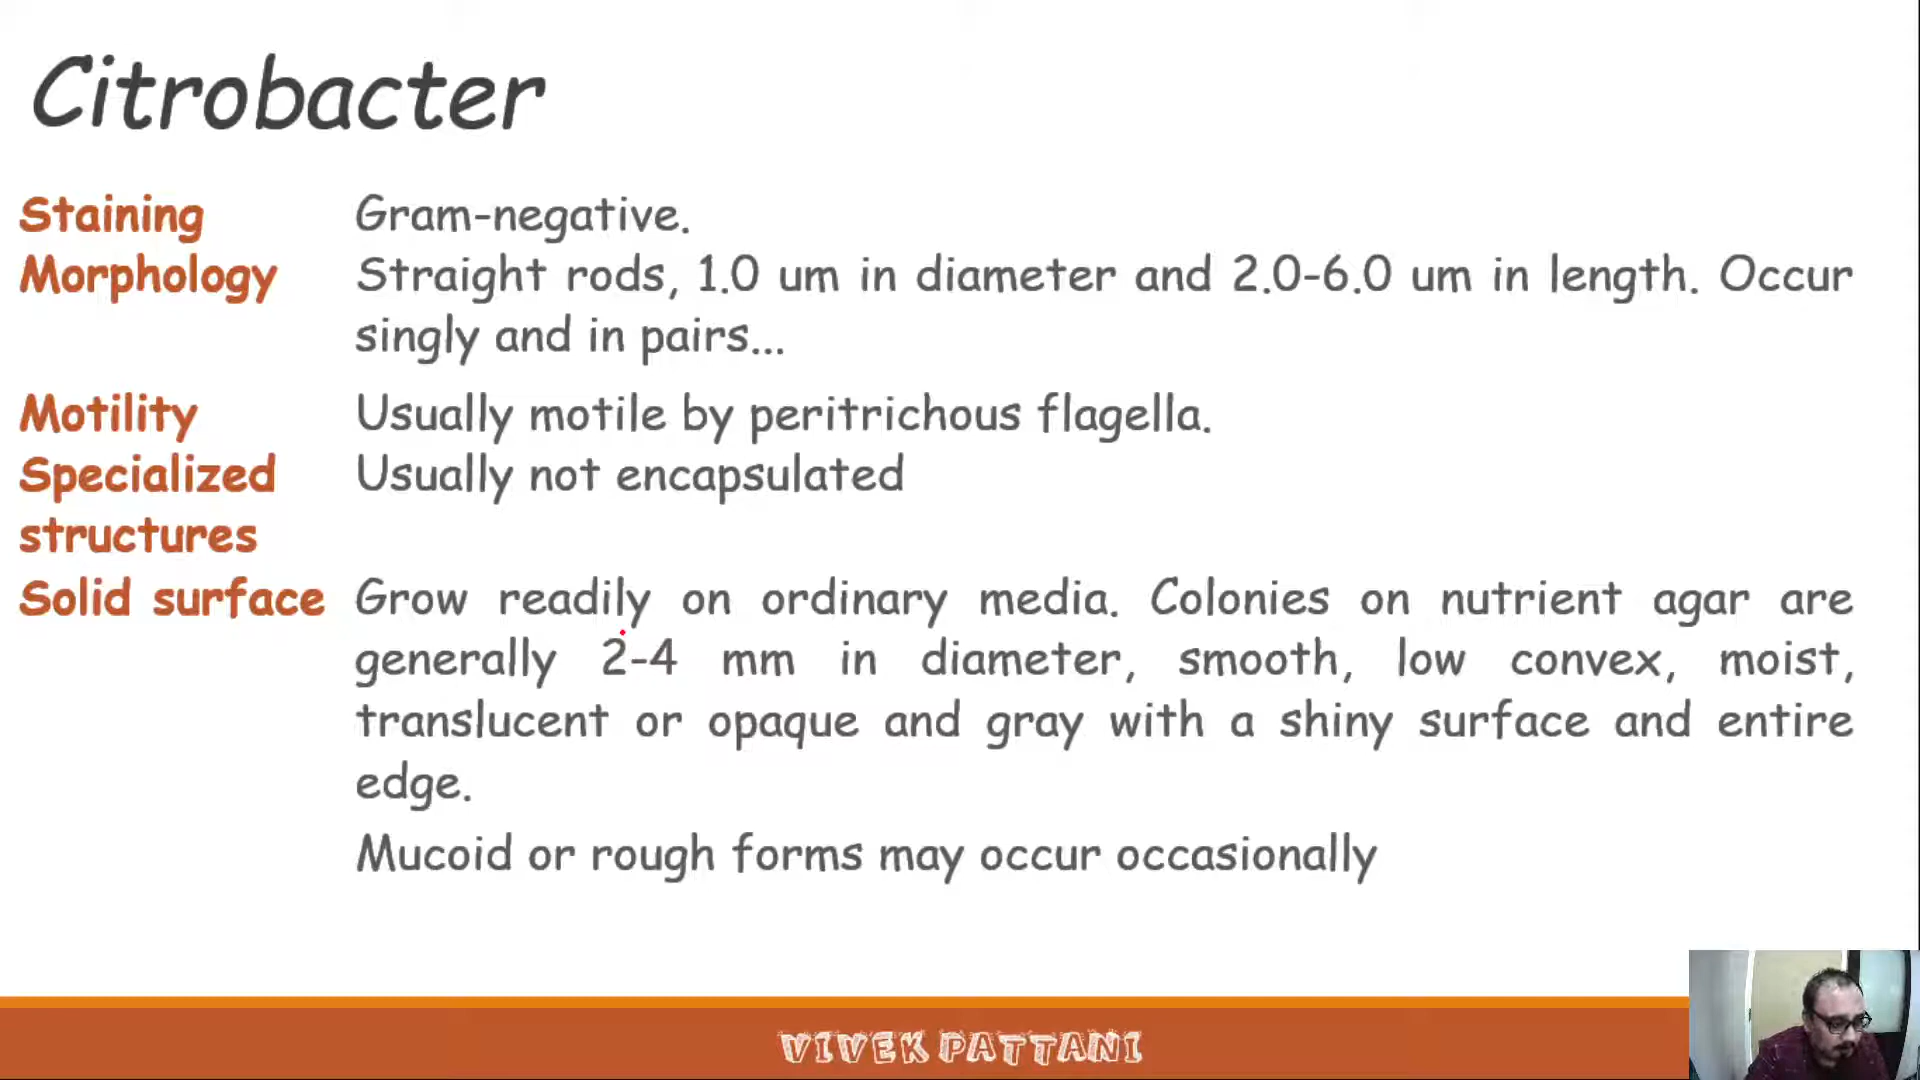 Citrobacter
Staining Gram-negative.
Morphology Straight rods, 1.0 um in diameter and 2.0-6.0 um in length. Occur
singly and in pairs...
Motility Usually motile by peritrichous flagella.
Specialized Usually not encapsulated
structures
Solid surface Grow readily on ordinary media. Colonies on nutrient agar are
generally 2-4 mm in diameter, smooth, low convex, moist,
translucent or opaque and gray with a shiny surface and entire
edge.
Mucoid or rough forms may occur occasionally
VIVEK PATTANI